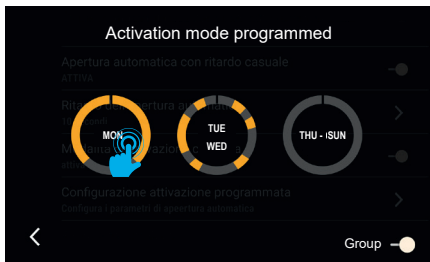 Activation mode programmed
Apertura automatica con ritardo casuale
ATTIVA
MON
TUE
WED
THU - SUN
Configurazione attivazione programmata
Configura i parametri di apeertura automatica
Group